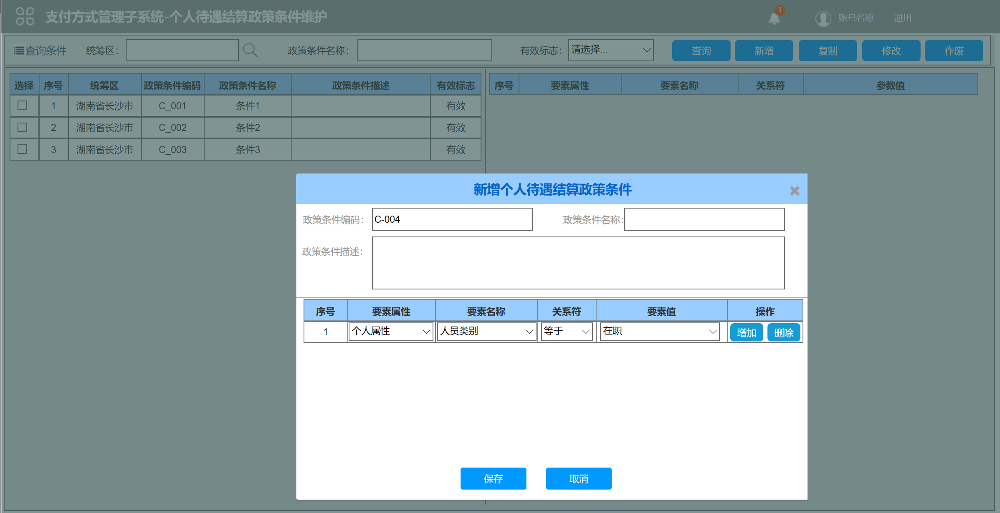 支付方式管理子系统-个人待遇结算政策条件维护 1 账号名称 退出
查询条件 统筹区： 政策条件名称： 有效标志： 请选择... 查询 新增 复制 修改 作废
选择 序号 统筹区 政策条件编码 政策条件名称 政策条件描述 有效标志
1 湖南省长沙市 C_001 条件1 有效
2 湖南省长沙市 C_002 条件2 有效
3 湖南省长沙市 C_003 条件3 有效
序号 要素属性 要素名称 关系符 参数值
新增个人待遇结算政策条件
政策条件编码： C-004 政策条件名称：
政策条件描述：
序号 要素属性 要素名称 关系符 要素值 操作
1 个人属性 人员类别 等于 在职 增加 删除
保存 取消